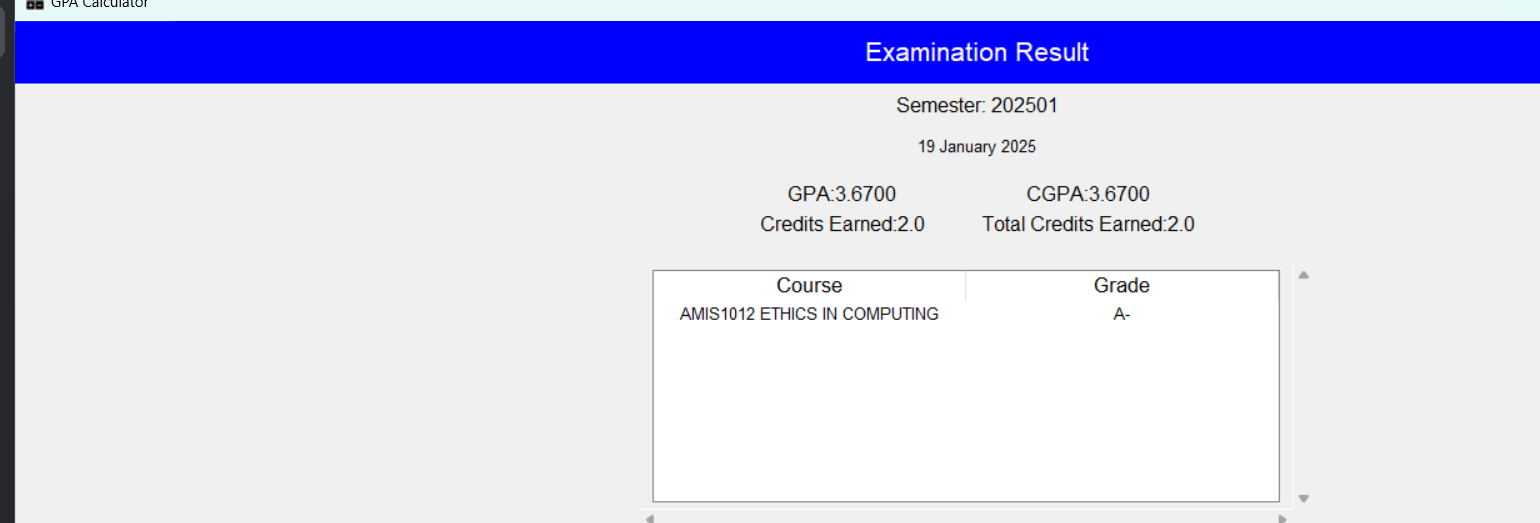 GPA Calculator
Examination Result
Semester: 202501
19 January 2025
GPA:3.6700 CGPA:3.6700
Credits Earned:2.0 Total Credits Earned:2.0
Course Grade
AMIS1012 ETHICS IN COMPUTING A-